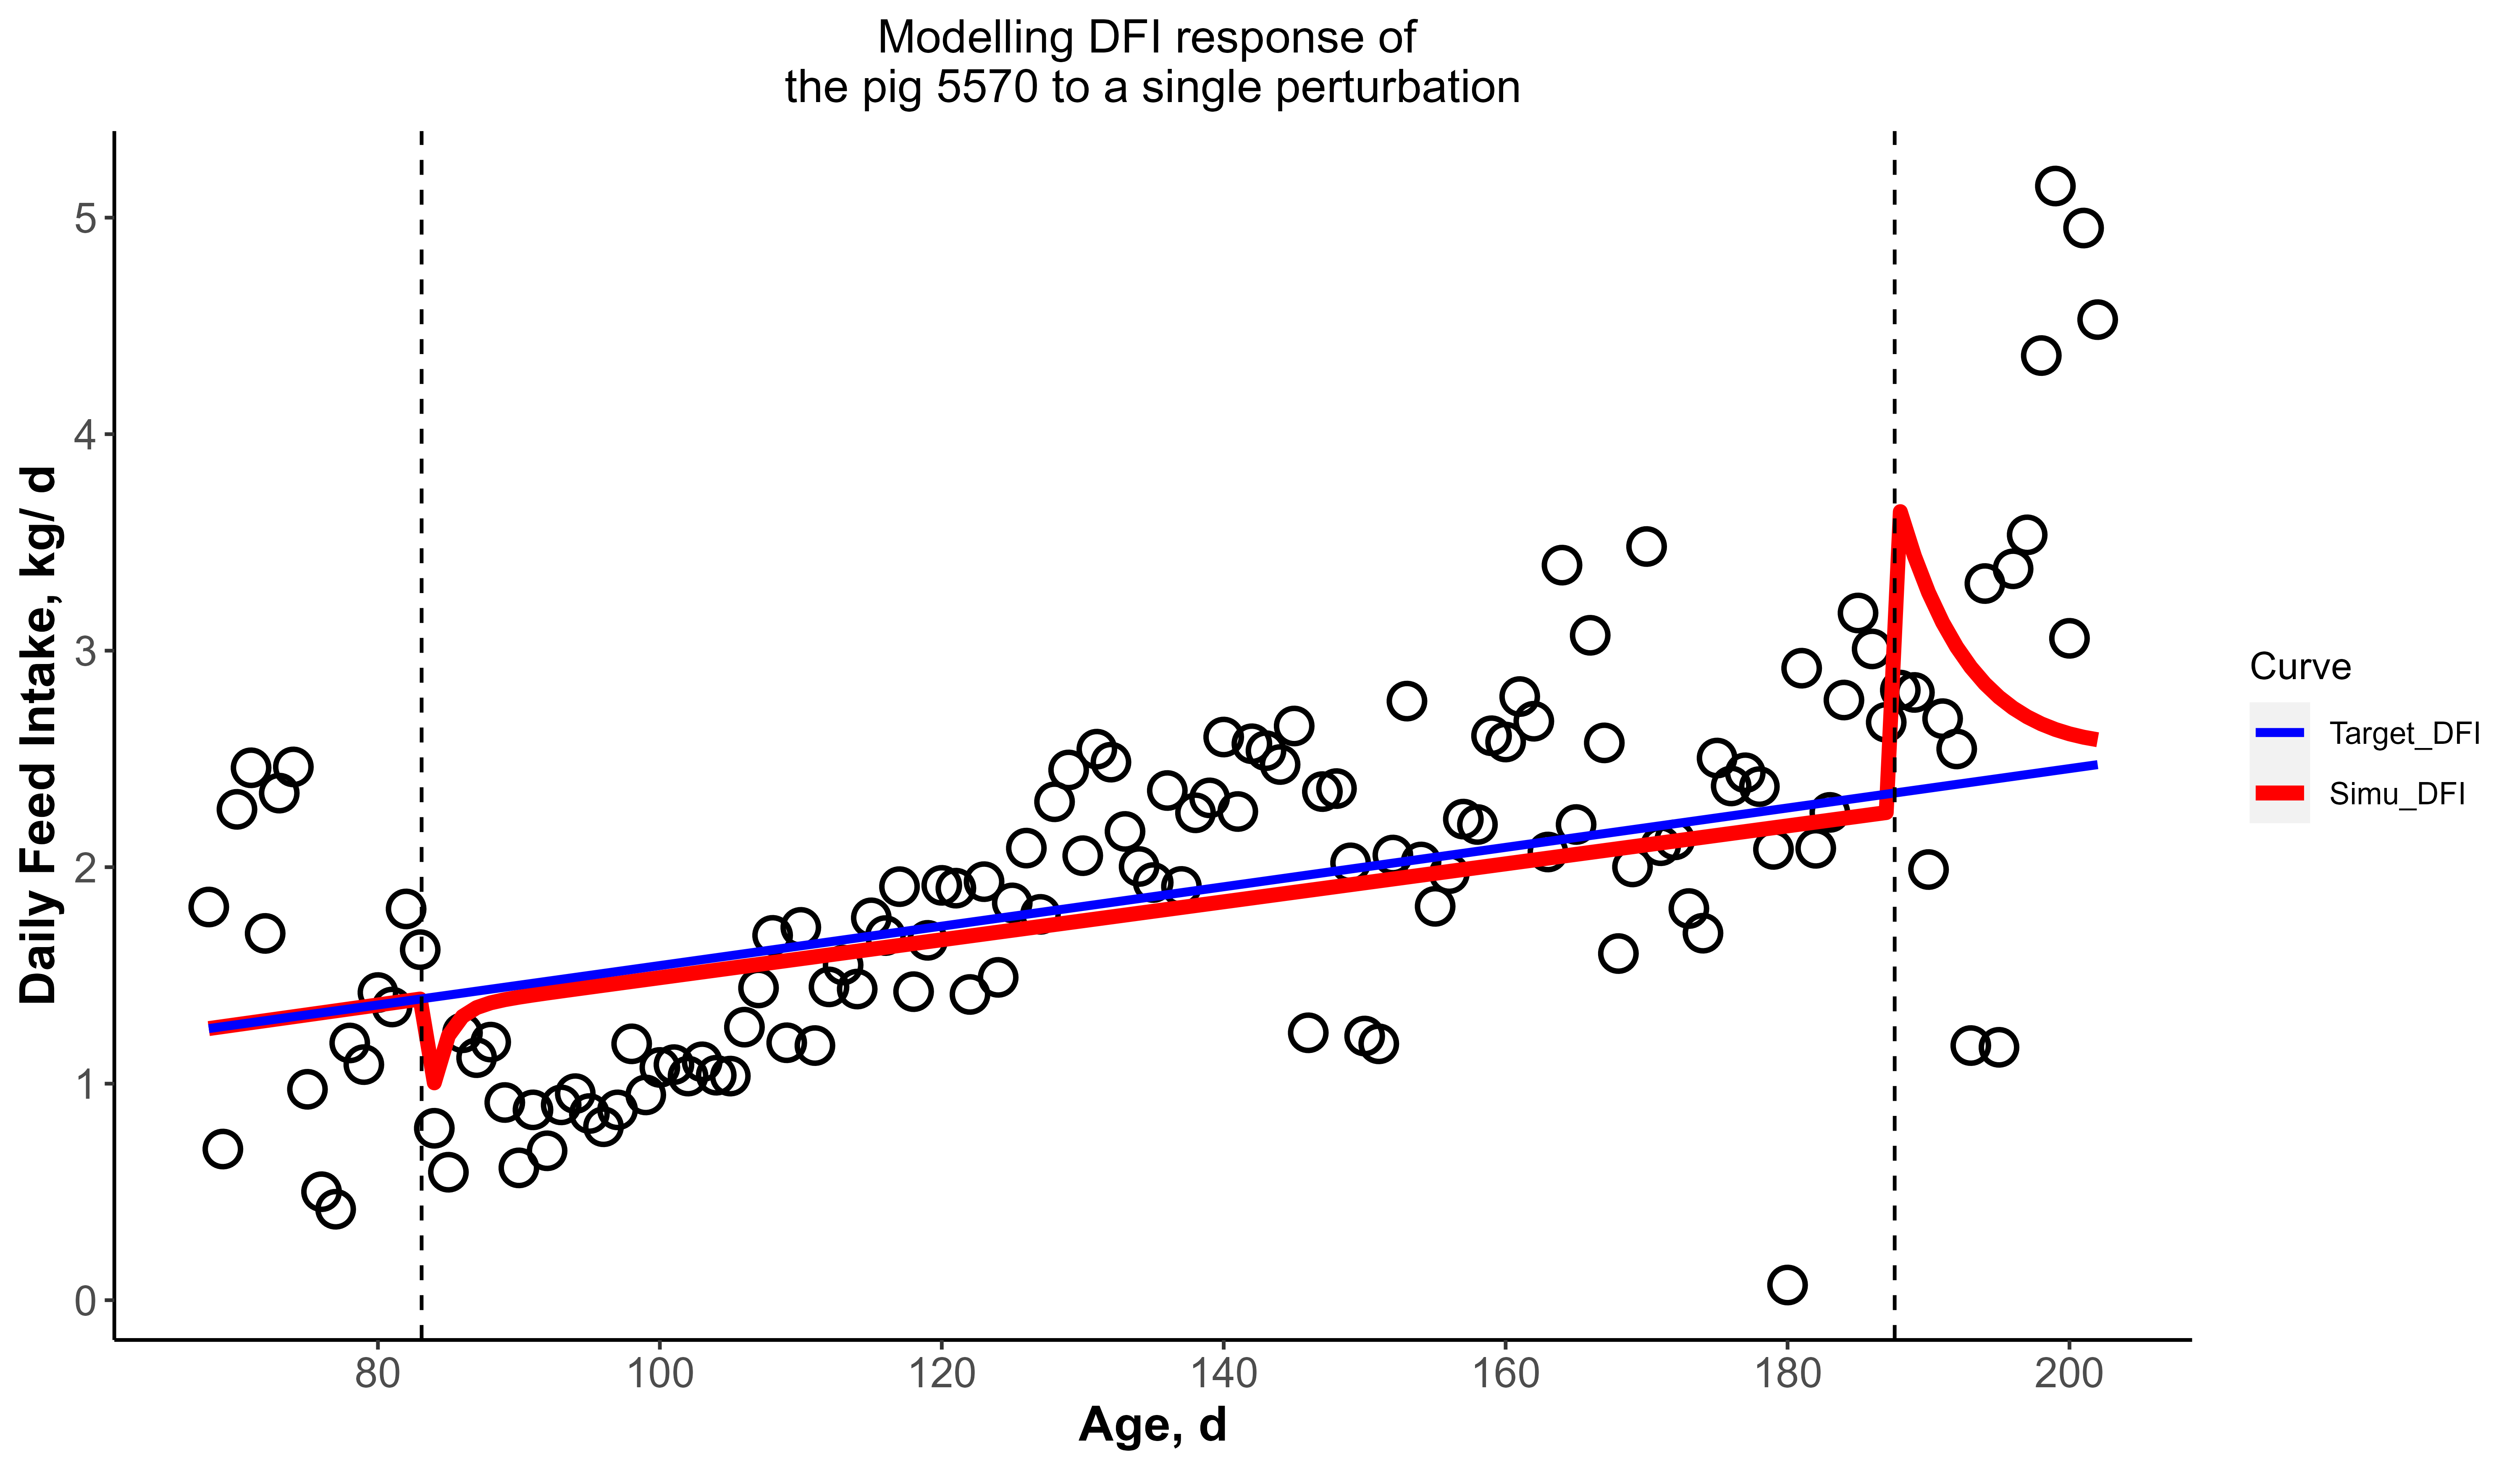 Modelling DFI response of
the pig 5570 to a single perturbation
Daily Feed Intake, kg/ d
5
4
3
2
1
0
80 100 120 140 160 180 200
Age, d
Curve
Target_DFI
Simu_DFI